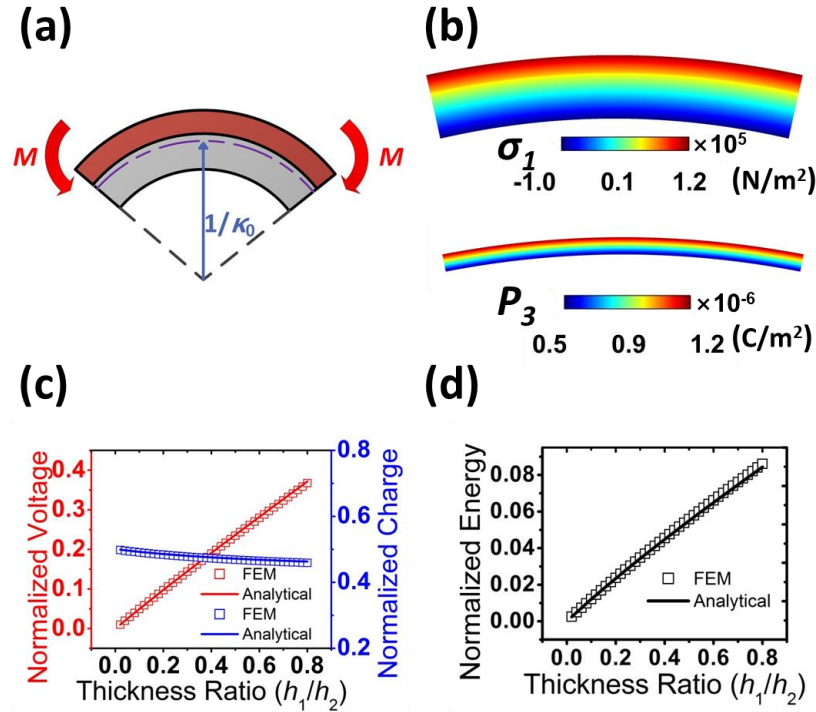 (a)
M
M
1/κ₀
(b)
σ₁
×10⁵
-1.0 0.1 1.2 (N/m²)
P₃
×10⁻⁶
0.5 0.9 1.2 (C/m²)
(c)
Normalized Voltage
0.4
0.3
0.2
0.1
0.0
Normalized Charge
0.8
0.6
0.4
0.2
FEM
Analytical
FEM
Analytical
0.0 0.2 0.4 0.6 0.8
Thickness Ratio (h₁/h₂)
(d)
Normalized Energy
0.08
0.06
0.04
0.02
0.00
FEM
Analytical
0.0 0.2 0.4 0.6 0.8
Thickness Ratio (h₁/h₂)